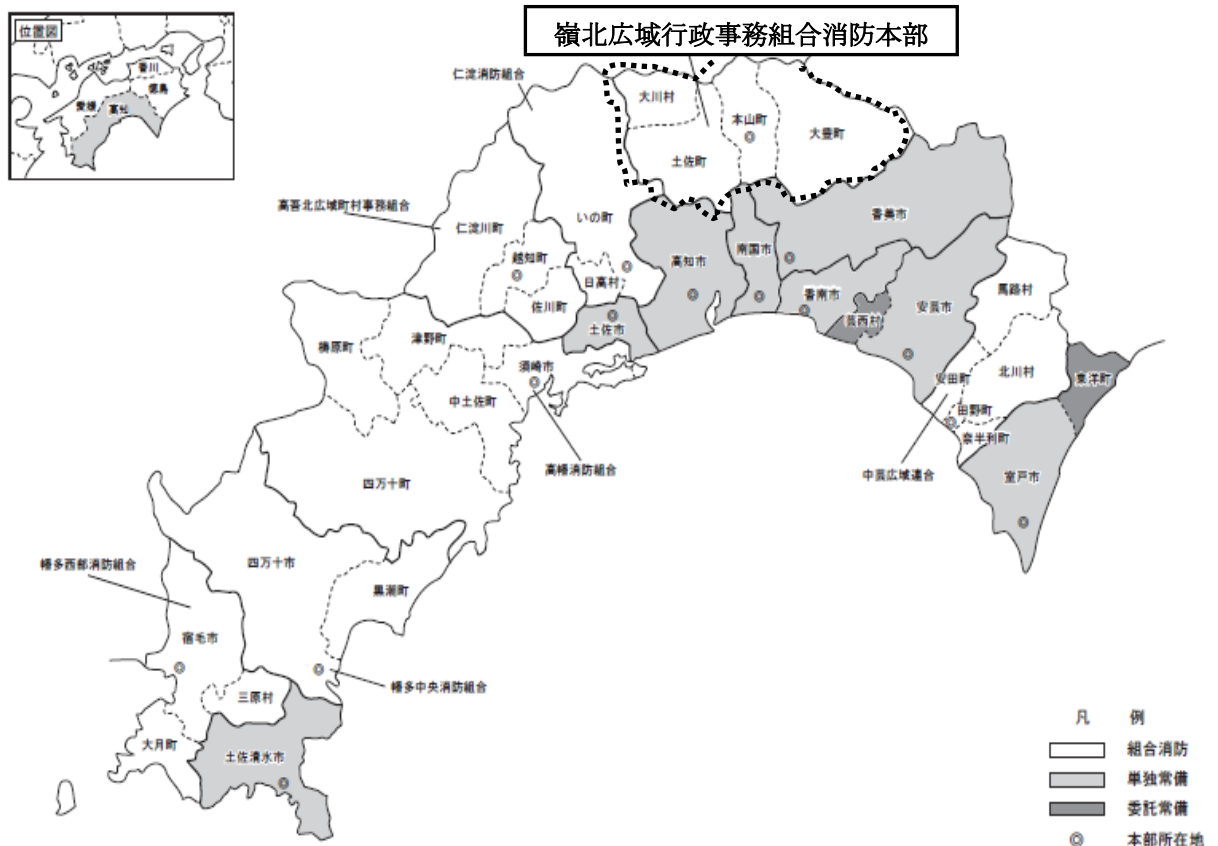 位置図
香川
徳島
愛媛
高知
嶺北広域行政事務組合消防本部
仁淀消防組合
大川村
本山町
大豊町
土佐町
香美市
高吾北広域町村事務組合
仁淀川町
いの町
越知町
高知市
南国市
日高村
佐川町
香南市
芸西村
安芸市
馬路村
土佐市
津野町
梼原町
須崎市
中土佐町
安田町
北川村
東洋町
田野町
奈半利町
高幡消防組合
中芸広域連合
室戸市
四万十町
四万十市
幡多西部消防組合
黒潮町
宿毛市
幡多中央消防組合
三原村
大月町
土佐清水市
凡 例
組合消防
単独常備
委託常備
◎ 本部所在地